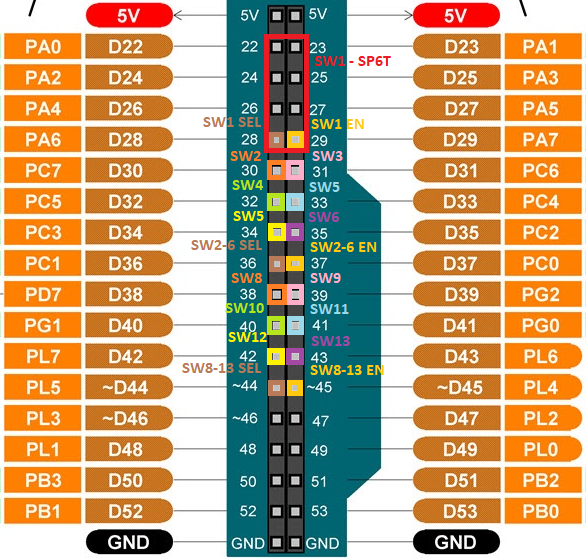 5V 5V 5V 5V
PA0 D22 22 23 D23 PA1
SW1 - SP6T
PA2 D24 24 25 D25 PA3
PA4 D26 26 27 D27 PA5
SW1 SEL SW1 EN
PA6 D28 28 29 D29 PA7
SW2 SW3
PC7 D30 30 31 D31 PC6
SW4 SW5
PC5 D32 32 33 D33 PC4
SW5 SW6
PC3 D34 34 35 D35 PC2
SW2-6 SEL SW2-6 EN
PC1 D36 36 37 D37 PC0
SW8 SW9
PD7 D38 38 39 D39 PG2
SW10 SW11
PG1 D40 40 41 D41 PG0
SW12 SW13
PL7 D42 42 43 D43 PL6
SW8-13 SEL SW8-13 EN
PL5 ~D44 ~44 ~45 ~D45 PL4
PL3 ~D46 ~46 47 D47 PL2
PL1 D48 48 49 D49 PL0
PB3 D50 50 51 D51 PB2
PB1 D52 52 53 D53 PB0
GND GND GND GND